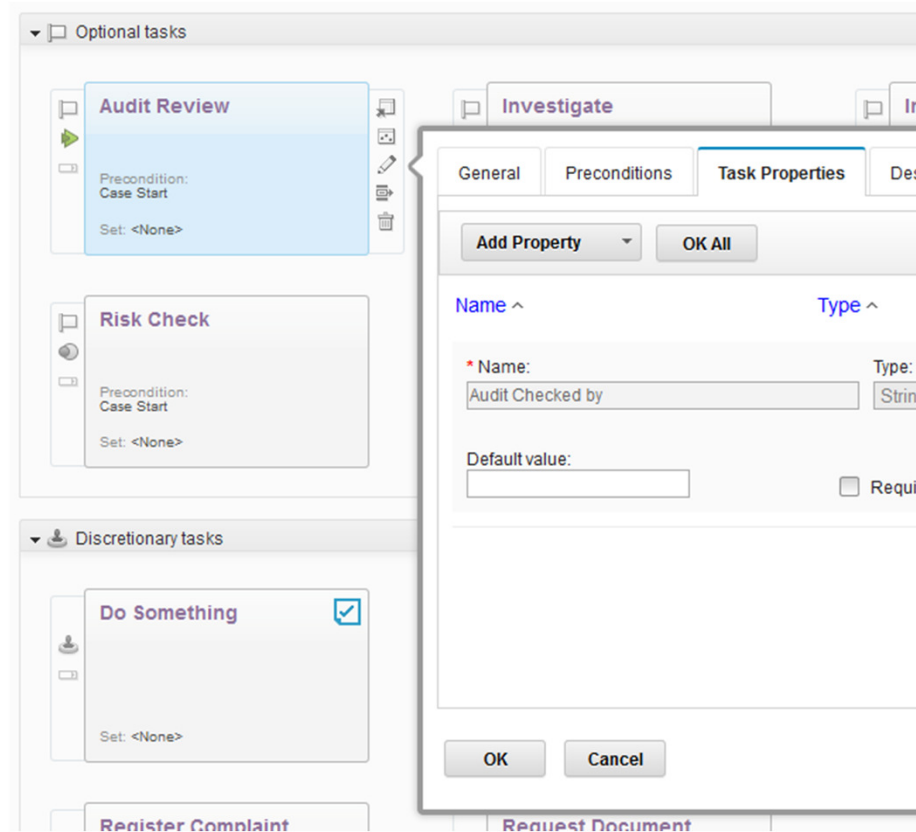 Optional tasks
Audit Review
Precondition:
Case Start
Set: <None>
Investigate
General
Preconditions
Task Properties
Add Property
OK All
Name
Type
* Name:
Type:
Audit Checked by
Default value:
Risk Check
Precondition:
Case Start
Set: <None>
Discretionary tasks
Do Something
Set: <None>
OK
Cancel
Register Complaint
Request Document